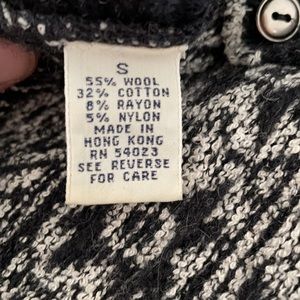 S
55% WOOL
32% COTTON
8% RAYON
5% NYLON
MADE IN
HONG KONG
RN 54023
SEE REVERSE
FOR CARE